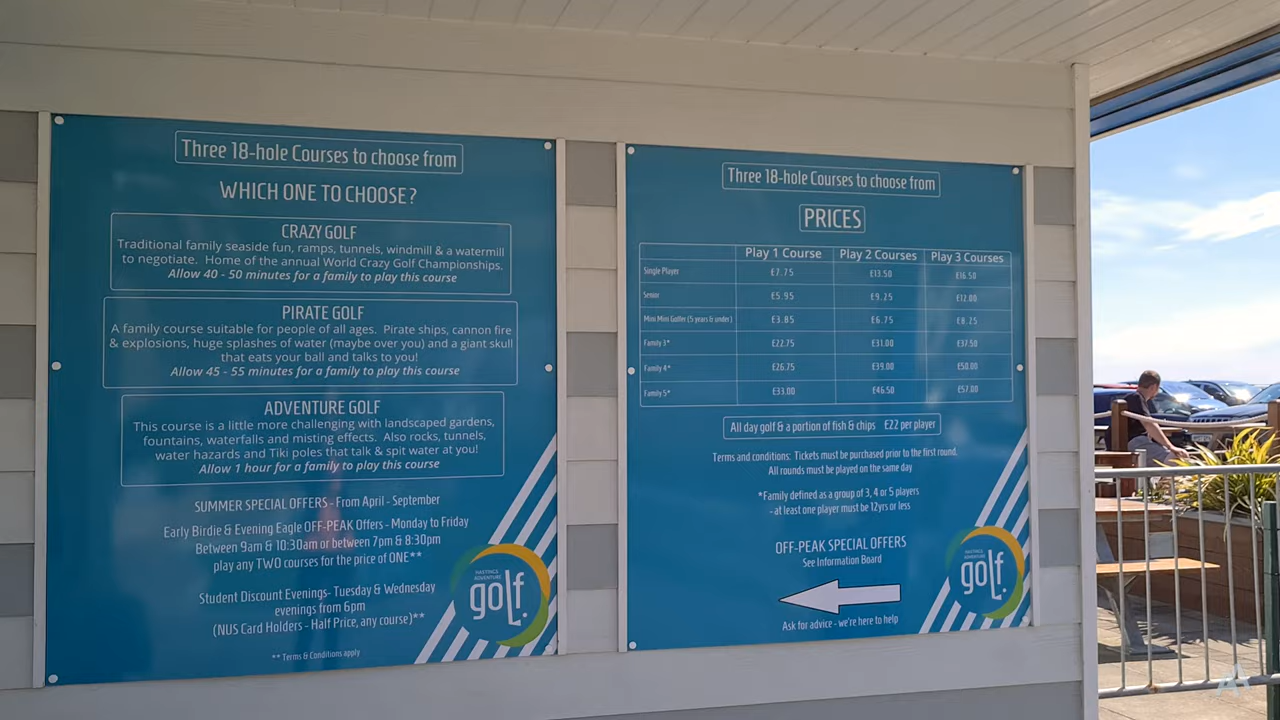 Three 18-hole Courses to choose from
WHICH ONE TO CHOOSE?
CRAZY GOLF
Traditional family seaside fun, ramps, tunnels, windmill & a watermill
to negotiate. Home of the annual World Crazy Golf Championships.
Allow 40 - 50 minutes for a family to play this course
PIRATE GOLF
A family course suitable for people of all ages. Pirate ships, cannon fire
& explosions, huge splashes of water (maybe over you) and a giant skull
that eats your ball and talks to you!
Allow 45 - 55 minutes for a family to play this course
ADVENTURE GOLF
This course is a little more challenging with landscaped gardens,
fountains, waterfalls and misting effects. Also rocks, tunnels,
water hazards and Tiki poles that talk & spit water at you!
Allow 1 hour for a family to play this course
SUMMER SPECIAL OFFERS - From April - September
Early Birdie & Evening Eagle OFF-PEAK Offers - Monday to Friday
Between 9am & 10:30am or between 7pm & 8:30pm
play any TWO courses for the price of ONE**
Student Discount Evenings- Tuesday & Wednesday
evenings from 6pm
(NUS Card Holders - Half Price, any course)**
** Terms & Conditions apply
HASTINGS
ADVENTURE
golf.
Three 18-hole Courses to choose from
PRICES
Play 1 Course Play 2 Courses Play 3 Courses
Single Player £7.75 £13.50 £16.50
Senior £5.95 £9.25 £12.00
Mini Mini Golfer (5 years & under) £3.85 £6.75 £8.25
Family 3* £22.75 £31.00 £37.50
Family 4* £26.75 £39.00 £50.00
Family 5* £33.00 £46.50 £57.00
All day golf & a portion of fish & chips £22 per player
Terms and conditions: Tickets must be purchased prior to the first round.
All rounds must be played on the same day
*Family defined as a group of 3, 4 or 5 players
- at least one player must be 12yrs or less
OFF-PEAK SPECIAL OFFERS
See Information Board
Ask for advice - we're here to help
HASTINGS
ADVENTURE
golf.